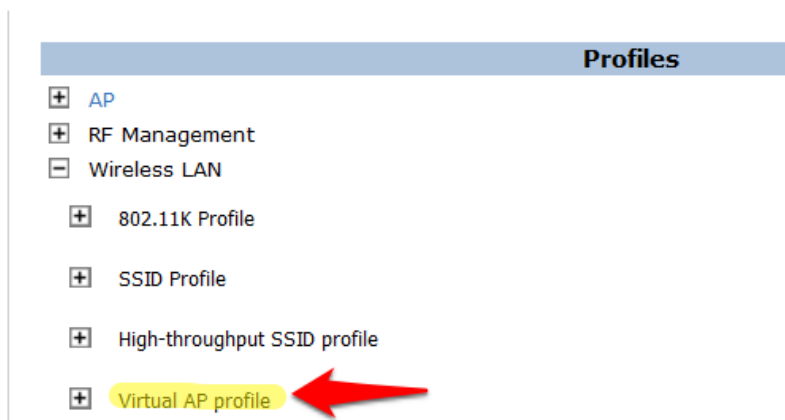 Profiles
AP
RF Management
Wireless LAN
802.11K Profile
SSID Profile
High-throughput SSID profile
Virtual AP profile